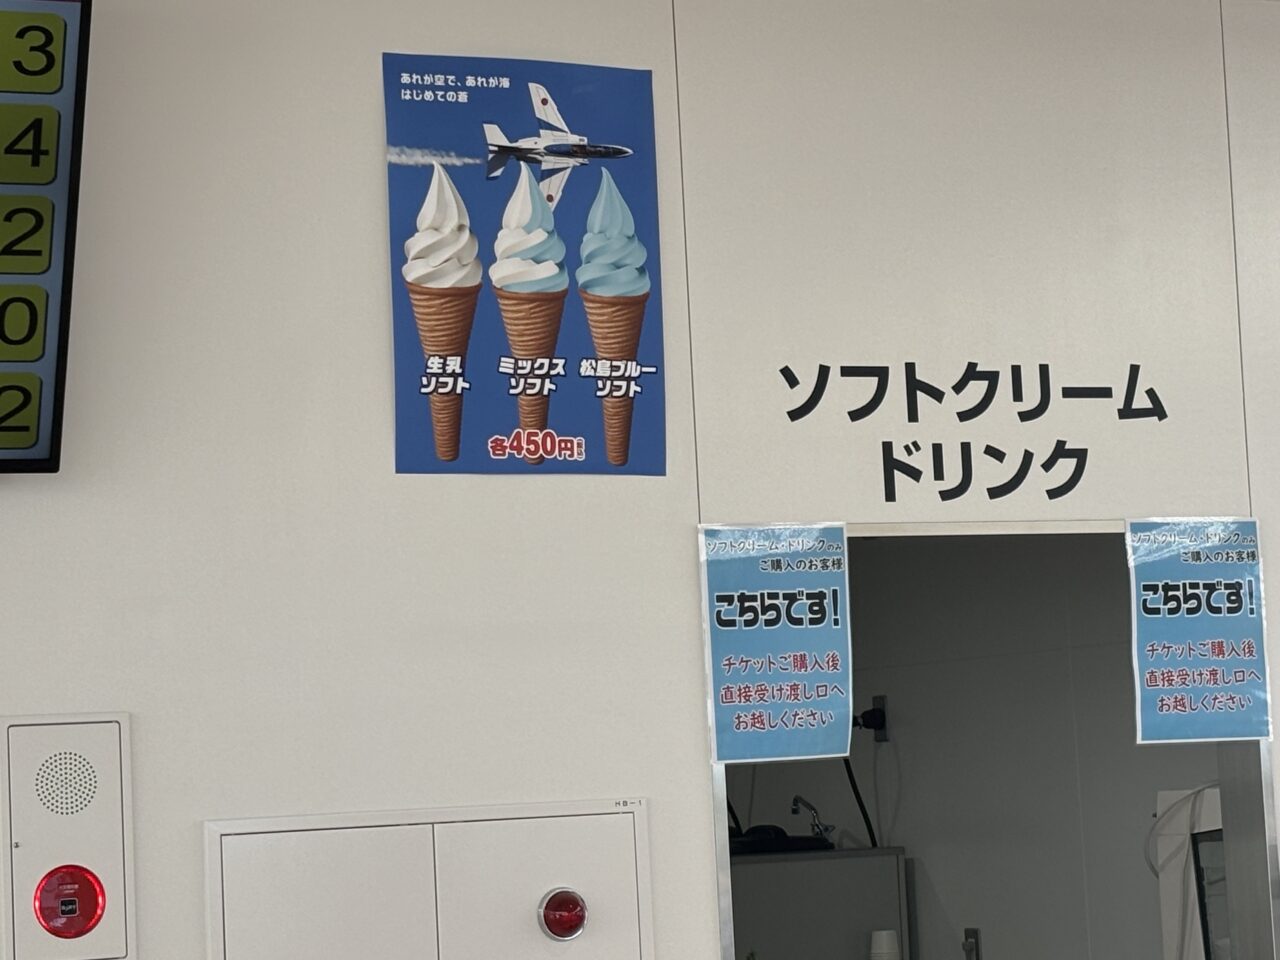 3
4
2
0
2
あれが空で、あれが海
はじめての蒼
生乳
ソフト
ミックス
ソフト
松島ブルー
ソフト
各450円(税込)
ソフトクリーム
ドリンク
ソフトクリーム・ドリンクのみ
ご購入のお客様
こちらです!
チケットご購入後
直接受け渡し口へ
お越しください
ソフトクリーム・ドリンクのみ
ご購入のお客様
こちらです!
チケットご購入後
直接受け渡し口へ
お越しください
HB-1